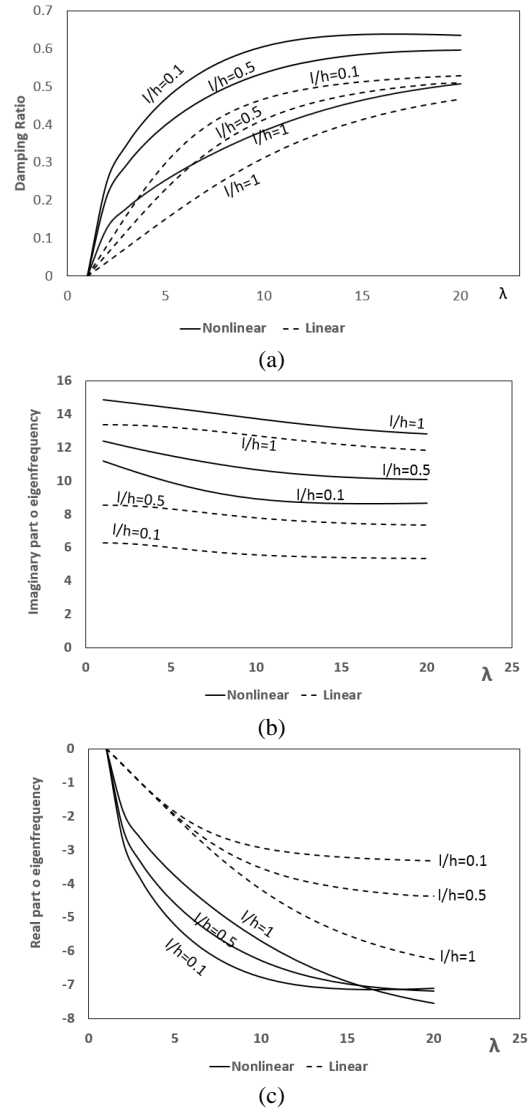 0.7
0.6
0.5
0.4
0.3
0.2
0.1
0
Damping Ratio
l/h=0.1
l/h=0.5
l/h=0.1
l/h=0.5
l/h=1
l/h=1
0 5 10 15 20 λ
Nonlinear Linear
(a)
16
14
12
10
8
6
4
2
0
Imaginary part o eigenfrequency
l/h=1
l/h=1
l/h=0.5
l/h=0.1
l/h=0.5
l/h=0.1
0 5 10 15 20 25
λ
Nonlinear Linear
(b)
0
-1
-2
-3
-4
-5
-6
-7
-8
Real part o eigenfrequency
l/h=0.1
l/h=0.5
l/h=1
l/h=1
l/h=0.5
l/h=0.1
0 5 10 15 20 25
λ
Nonlinear Linear
(c)